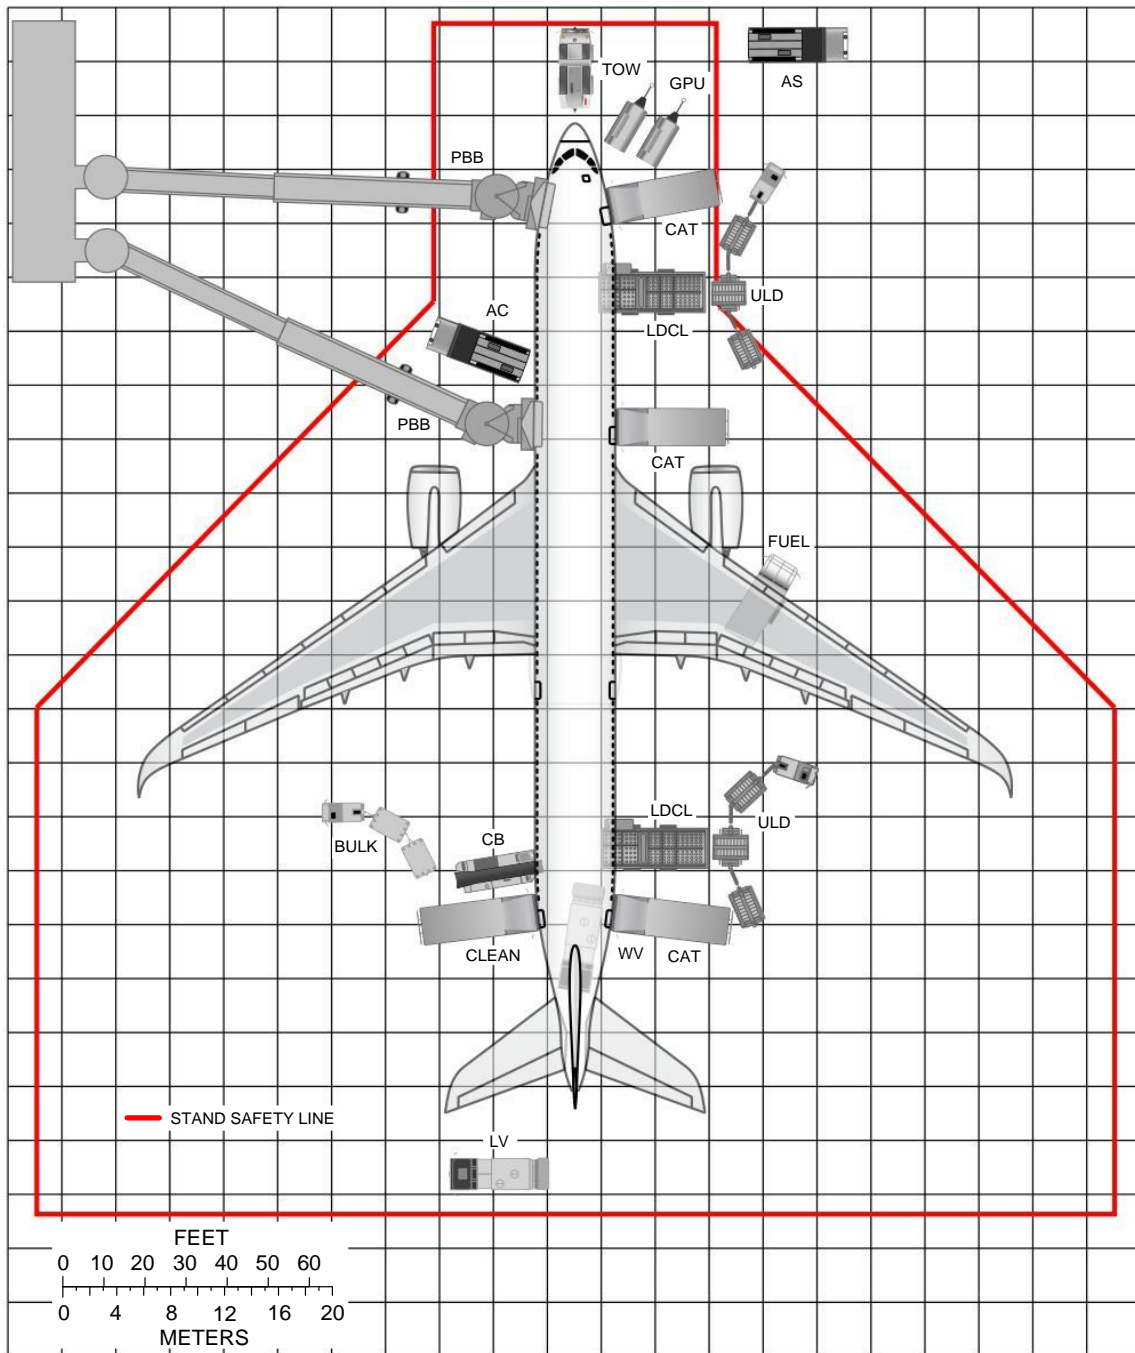 TOW
GPU
AS
PBB
CAT
ULD
AC
LDCL
PBB
CAT
FUEL
LDCL
ULD
BULK
CB
CLEAN
WV
CAT
STAND SAFETY LINE
LV
FEET
0 10 20 30 40 50 60
0 4 8 12 16 20
METERS